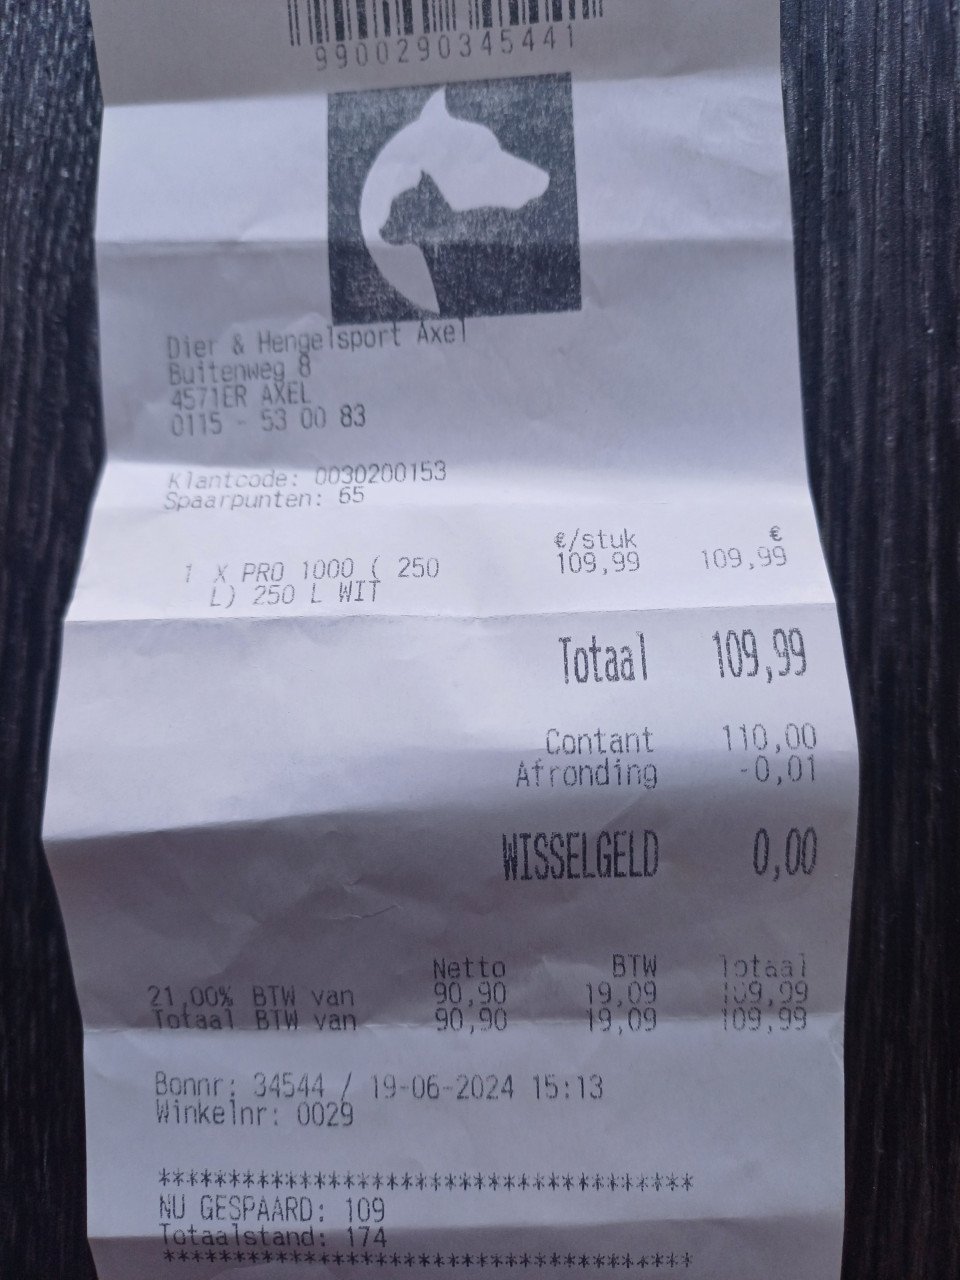 9900290345441
Dier & Hengelsport Axel
Buitenweg 8
4571ER AXEL
0115 - 53 00 83
Klantcode: 0030200153
Spaarpunten: 65
€/stuk €
1 X PRO 1000 ( 250 109,99 109,99
L) 250 L WIT
Totaal 109,99
Contant 110,00
Afronding -0,01
WISSELGELD 0,00
Netto BTW Totaal
21,00% BTW van 90,90 19,09 109,99
Totaal BTW van 90,90 19,09 109,99
Bonnr: 34544 / 19-06-2024 15:13
Winkelnr: 0029
**************************************
NU GESPAARD: 109
Totaalstand: 174
**************************************